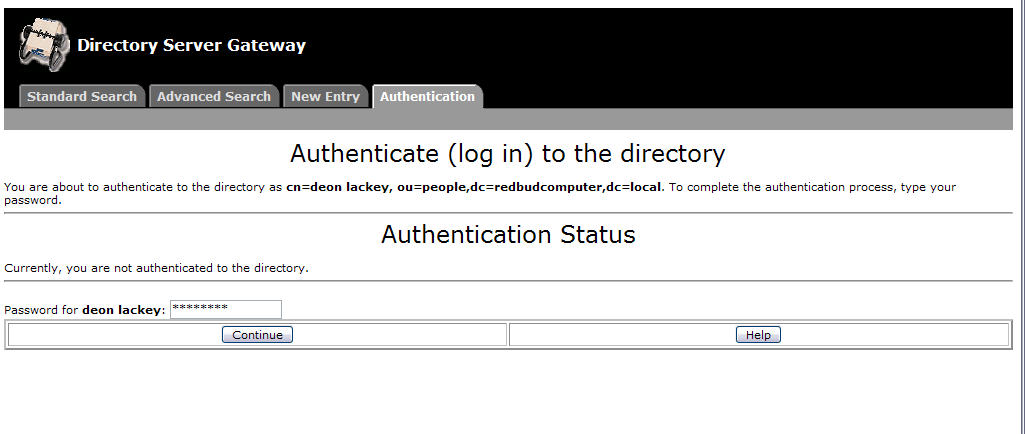 Directory Server Gateway
Standard Search Advanced Search New Entry Authentication
Authenticate (log in) to the directory
You are about to authenticate to the directory as cn=deon lackey, ou=people,dc=redbudcomputer,dc=local. To complete the authentication process, type your
password.
Authentication Status
Currently, you are not authenticated to the directory.
Password for deon lackey: ********
Continue Help